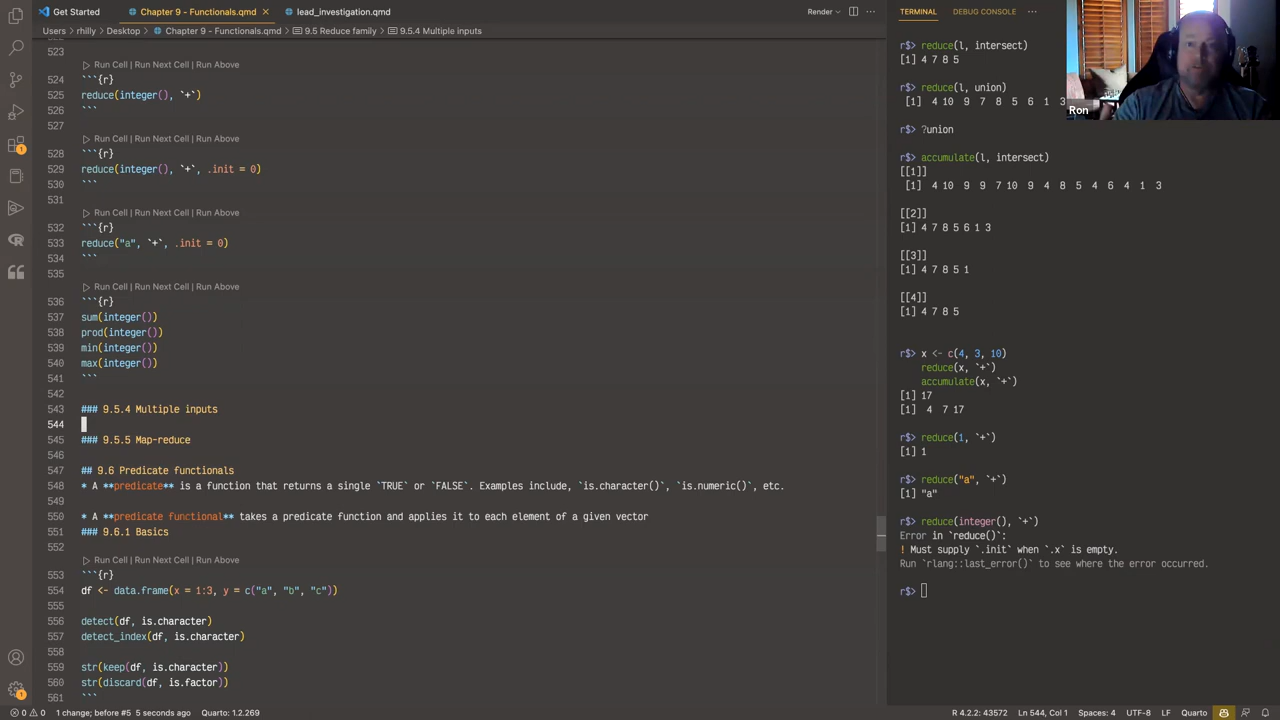 Get Started
Chapter 9 - Functionals.qmd
lead_investigation.qmd
Render
Users > rhilly > Desktop > Chapter 9 - Functionals.qmd > 9.5 Reduce family > 9.5.4 Multiple inputs
523
Run Cell | Run Next Cell | Run Above
524 ```{r}
525 reduce(integer(), `+`)
526 ```
527
Run Cell | Run Next Cell | Run Above
528 ```{r}
529 reduce(integer(), `+`, .init = 0)
530 ```
531
Run Cell | Run Next Cell | Run Above
532 ```{r}
533 reduce("a", `+`, .init = 0)
534 ```
535
Run Cell | Run Next Cell | Run Above
536 ```{r}
537 sum(integer())
538 prod(integer())
539 min(integer())
540 max(integer())
541 ```
542
543 ### 9.5.4 Multiple inputs
544
545 ### 9.5.5 Map-reduce
546
547 ## 9.6 Predicate functionals
548 * A **predicate** is a function that returns a single `TRUE` or `FALSE`. Examples include, `is.character()`, `is.numeric()`, etc.
549
550 * A **predicate functional** takes a predicate function and applies it to each element of a given vector
551 ### 9.6.1 Basics
552
Run Cell | Run Next Cell | Run Above
553 ```{r}
554 df <- data.frame(x = 1:3, y = c("a", "b", "c"))
555
556 detect(df, is.character)
557 detect_index(df, is.character)
558
559 str(keep(df, is.character))
560 str(discard(df, is.factor))
561 ```
TERMINAL
DEBUG CONSOLE
r$> reduce(l, intersect)
[1] 4 7 8 5
r$> reduce(l, union)
[1] 4 10 9 7 8 5 6 1 3
r$> ?union
r$> accumulate(l, intersect)
[[1]]
[1] 4 10 9 9 7 10 9 4 8 5 4 6 4 1 3
[[2]]
[1] 4 7 8 5 6 1 3
[[3]]
[1] 4 7 8 5 1
[[4]]
[1] 4 7 8 5
r$> x <- c(4, 3, 10)
reduce(x, `+`)
accumulate(x, `+`)
[1] 17
[1] 4 7 17
r$> reduce(1, `+`)
[1] 1
r$> reduce("a", `+`)
[1] "a"
r$> reduce(integer(), `+`)
Error in `reduce()`:
! Must supply `.init` when `.x` is empty.
Run `rlang::last_error()` to see where the error occurred.
r$>
Ron
0 0 1 change; before #5 5 seconds ago Quarto: 1.2.269
R 4.2.2: 43572 Ln 544, Col 1 Spaces: 4 UTF-8 LF Quarto